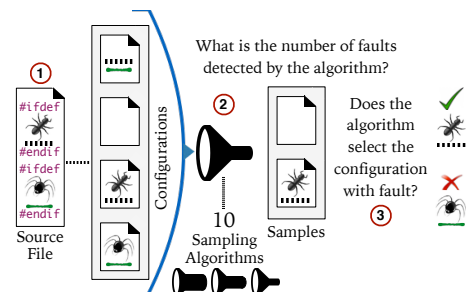 What is the number of faults
detected by the algorithm?
1
#ifdef
#endif
#ifdef
#endif
Source
File
Configurations
2
10
Sampling
Algorithms
Samples
Does the
algorithm
select the
configuration
with fault?
3